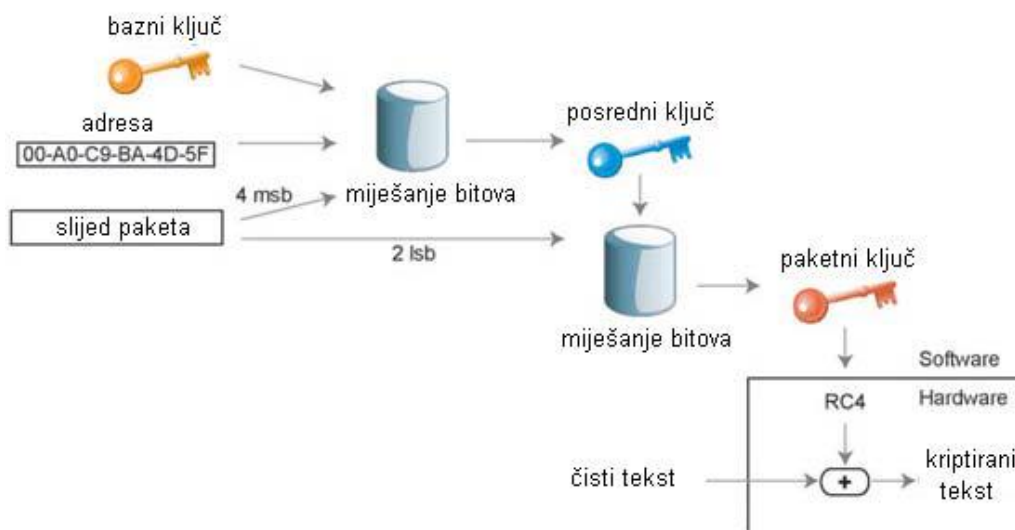 bazni ključ
adresa
00-A0-C9-BA-4D-5F
4 msb
miješanje bitova
posredni ključ
slijed paketa
2 lsb
paketni ključ
miješanje bitova
Software
RC4
Hardware
čisti tekst
+
kriptirani
tekst